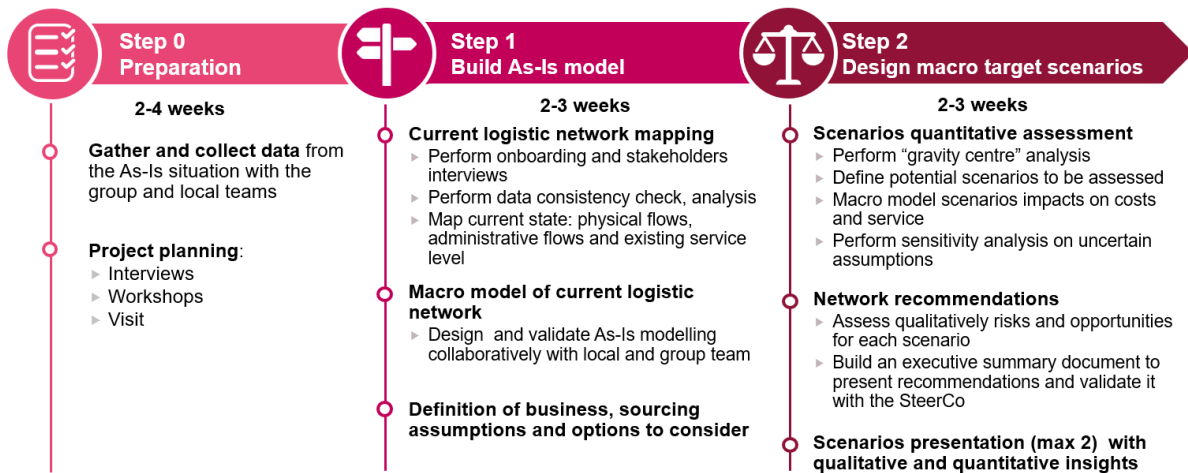 Step 0
Preparation
2-4 weeks
Gather and collect data from
the As-Is situation with the
group and local teams
Project planning:
Interviews
Workshops
Visit
Step 1
Build As-Is model
2-3 weeks
Current logistic network mapping
Perform onboarding and stakeholders
interviews
Perform data consistency check, analysis
Map current state: physical flows,
administrative flows and existing service
level
Macro model of current logistic
network
Design and validate As-Is modelling
collaboratively with local and group team
Definition of business, sourcing
assumptions and options to consider
Step 2
Design macro target scenarios
2-3 weeks
Scenarios quantitative assessment
Perform “gravity centre” analysis
Define potential scenarios to be assessed
Macro model scenarios impacts on costs
and service
Perform sensitivity analysis on uncertain
assumptions
Network recommendations
Assess qualitatively risks and opportunities
for each scenario
Build an executive summary document to
present recommendations and validate it
with the SteerCo
Scenarios presentation (max 2) with
qualitative and quantitative insights